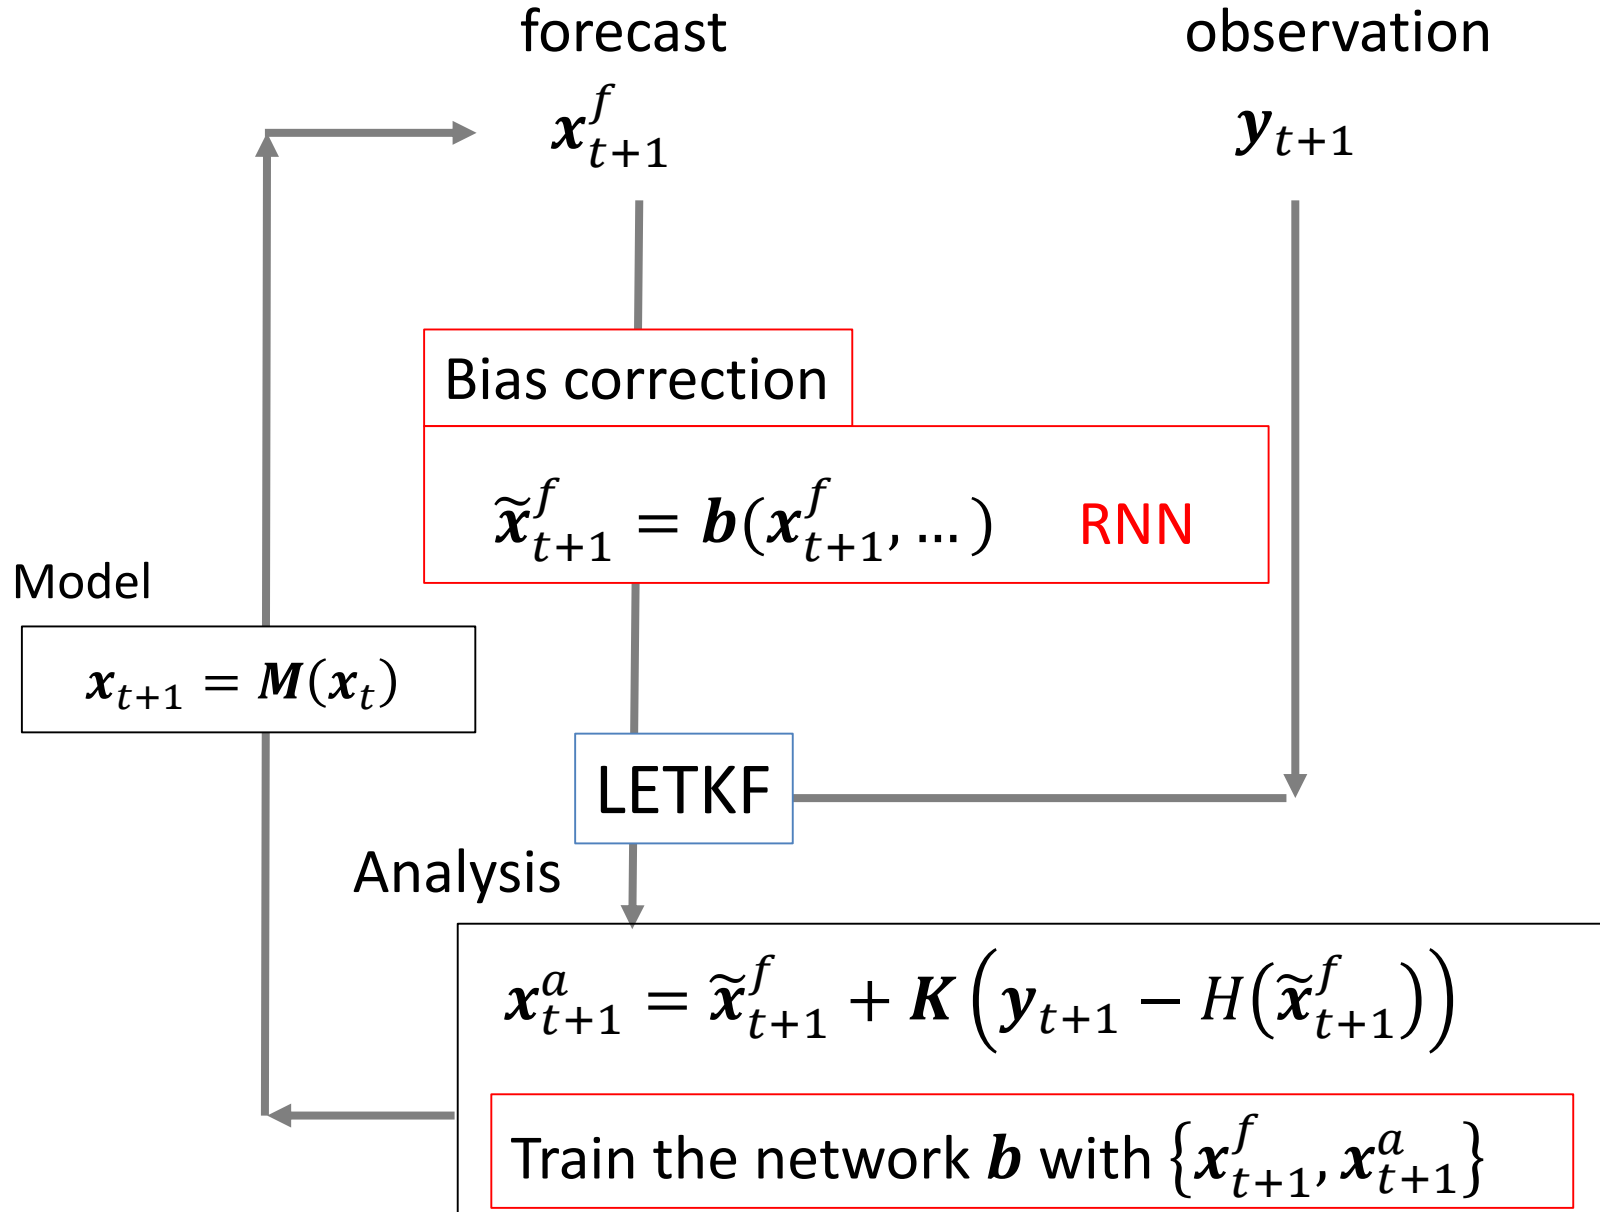 forecast
observation
𝒙^f_{t+1}
𝒚_{t+1}
Bias correction
𝒙̃^f_{t+1} = 𝒃(𝒙^f_{t+1}, … )
RNN
Model
𝒙_{t+1} = 𝑴(𝒙_t)
LETKF
Analysis
𝒙^a_{t+1} = 𝒙̃^f_{t+1} + 𝑲(𝒚_{t+1} − H(𝒙̃^f_{t+1}))
Train the network 𝒃 with {𝒙^f_{t+1}, 𝒙^a_{t+1}}